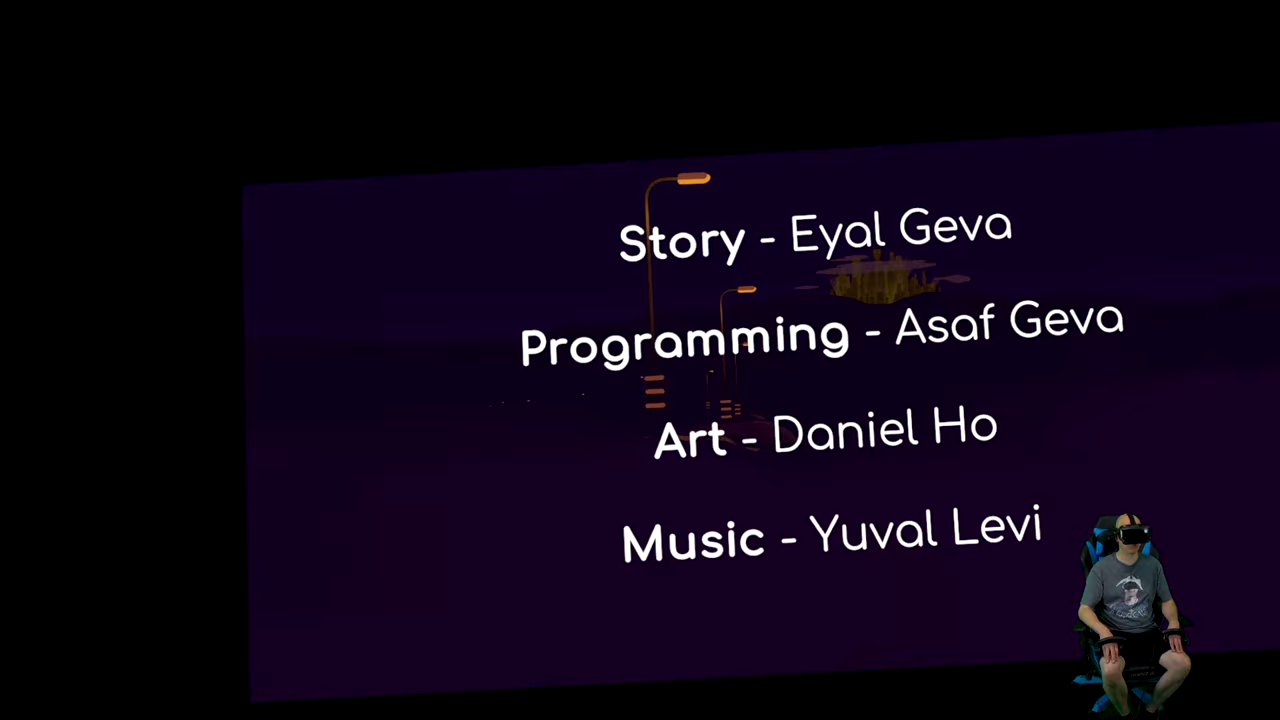 Story - Eyal Geva
Programming - Asaf Geva
Art - Daniel Ho
Music - Yuval Levi